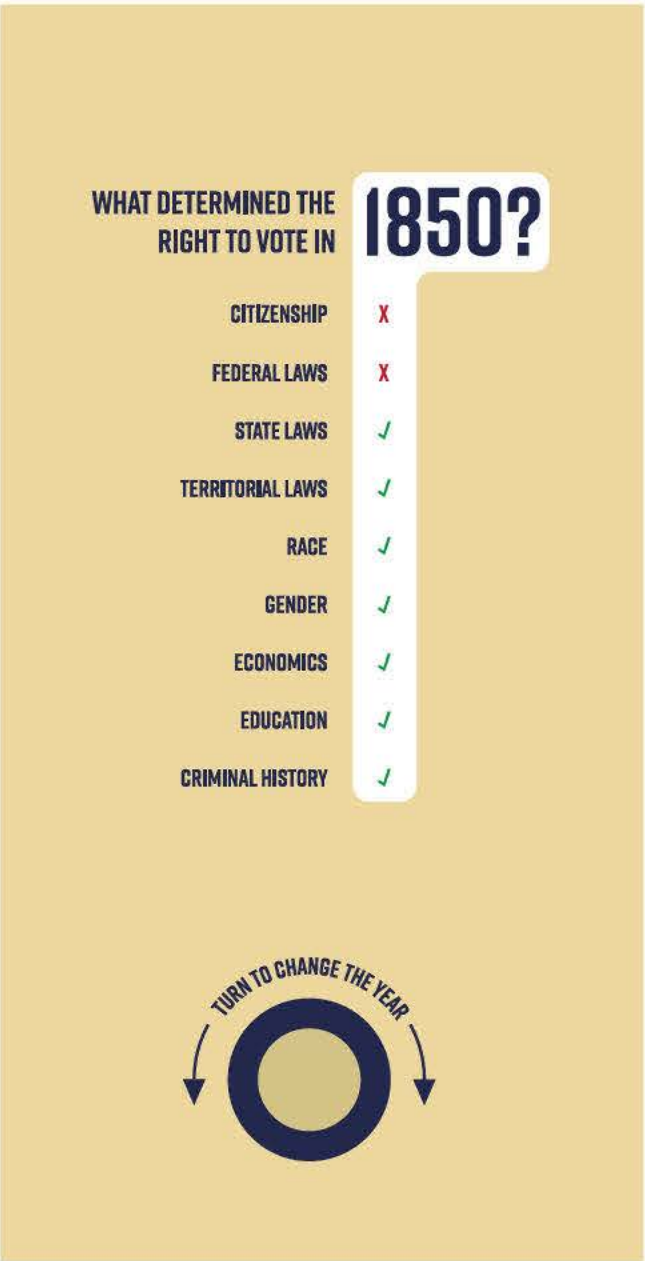 WHAT DETERMINED THE
RIGHT TO VOTE IN
1850?
CITIZENSHIP X
FEDERAL LAWS X
STATE LAWS ✓
TERRITORIAL LAWS ✓
RACE ✓
GENDER ✓
ECONOMICS ✓
EDUCATION ✓
CRIMINAL HISTORY ✓
TURN TO CHANGE THE YEAR